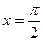 x = π/2